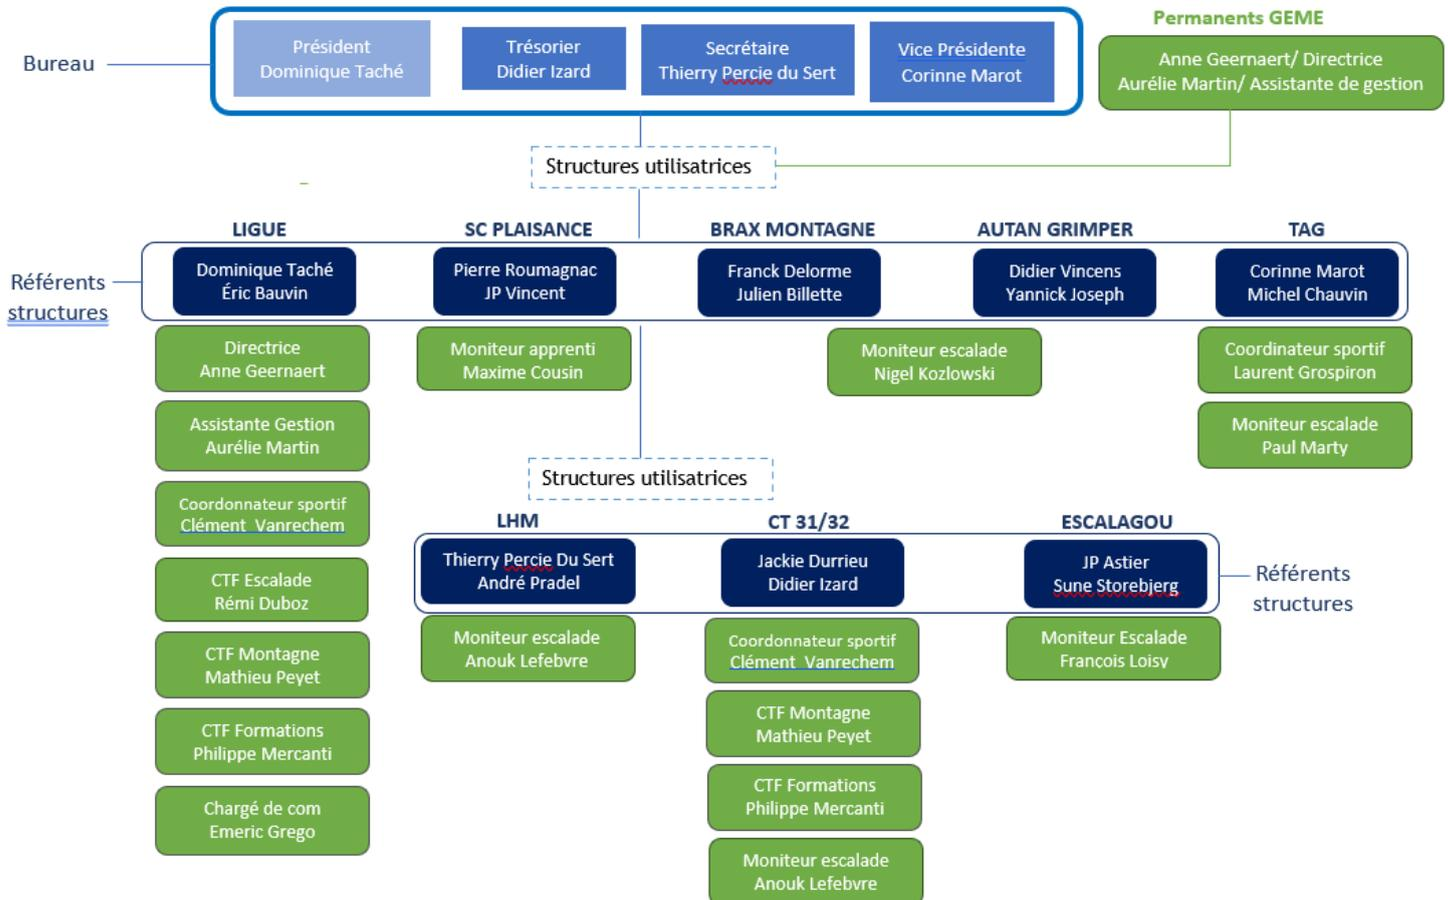 Permanents GEME
Bureau
Président
Dominique Taché
Trésorier
Didier Izard
Secrétaire
Thierry Percie du Sert
Vice Présidente
Corinne Marot
Anne Geernaert/ Directrice
Aurélie Martin/ Assistante de gestion
Structures utilisatrices
LIGUE
SC PLAISANCE
BRAX MONTAGNE
AUTAN GRIMPER
TAG
Référents
structures
Dominique Taché
Éric Bauvin
Pierre Roumagnac
JP Vincent
Franck Delorme
Julien Billette
Didier Vincens
Yannick Joseph
Corinne Marot
Michel Chauvin
Directrice
Anne Geernaert
Moniteur apprenti
Maxime Cousin
Moniteur escalade
Nigel Kozlowski
Coordinateur sportif
Laurent Grospiron
Assistante Gestion
Aurélie Martin
Moniteur escalade
Paul Marty
Coordonnateur sportif
Clément Vanrechem
CTF Escalade
Rémi Duboz
CTF Montagne
Mathieu Peyet
CTF Formations
Philippe Mercanti
Chargé de com
Emeric Grego
Structures utilisatrices
LHM
CT 31/32
ESCALAGOU
Thierry Percie Du Sert
André Pradel
Jackie Durrieu
Didier Izard
JP Astier
Sune Storebjerg
Référents
structures
Moniteur escalade
Anouk Lefebvre
Coordonnateur sportif
Clément Vanrechem
Moniteur Escalade
François Loisy
CTF Montagne
Mathieu Peyet
CTF Formations
Philippe Mercanti
Moniteur escalade
Anouk Lefebvre